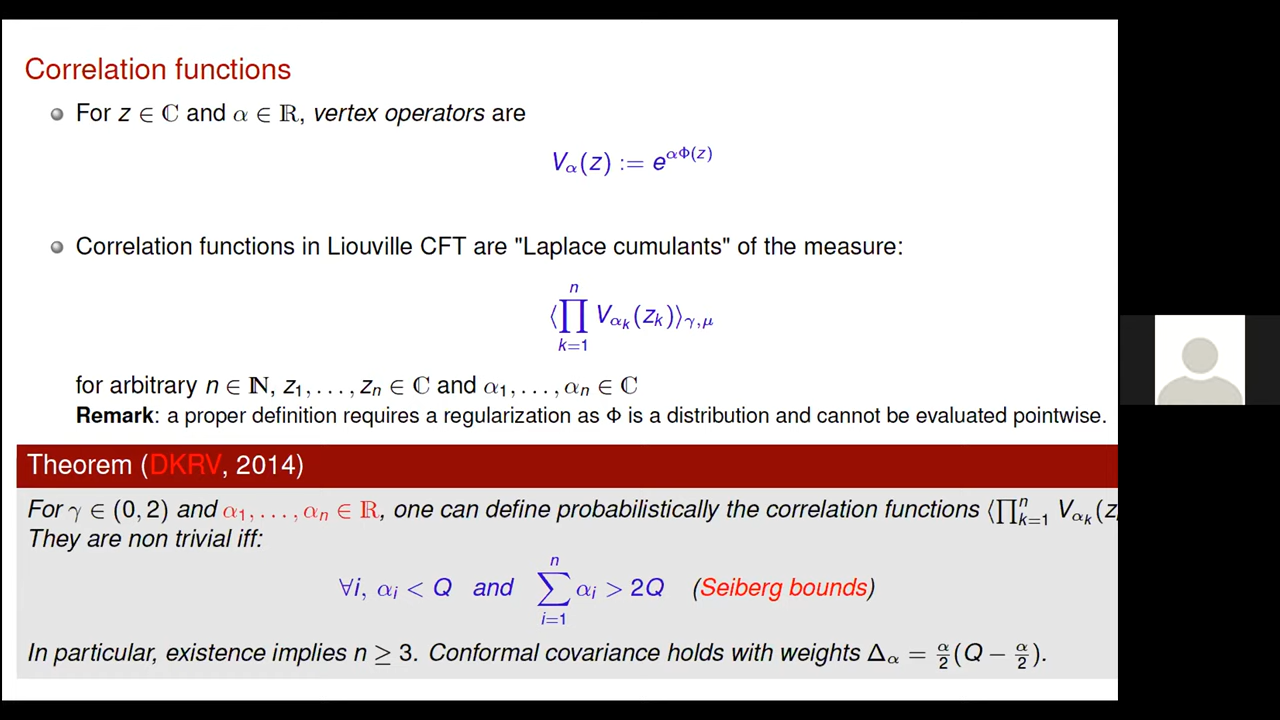 Correlation functions
For z ∈ ℂ and α ∈ ℝ, vertex operators are
V_α(z) := e^{αΦ(z)}
Correlation functions in Liouville CFT are "Laplace cumulants" of the measure:
⟨∏_{k=1}^{n} V_{α_k}(z_k)⟩_{γ,μ}
for arbitrary n ∈ ℕ, z_1, . . . , z_n ∈ ℂ and α_1, . . . , α_n ∈ ℂ
Remark: a proper definition requires a regularization as Φ is a distribution and cannot be evaluated pointwise.
Theorem (DKRV, 2014)
For γ ∈ (0, 2) and α_1, . . . , α_n ∈ ℝ, one can define probabilistically the correlation functions ⟨∏_{k=1}^{n} V_{α_k}(z
They are non trivial iff:
∀i, α_i < Q and ∑_{i=1}^{n} α_i > 2Q (Seiberg bounds)
In particular, existence implies n ≥ 3. Conformal covariance holds with weights Δ_α = α/2(Q − α/2).